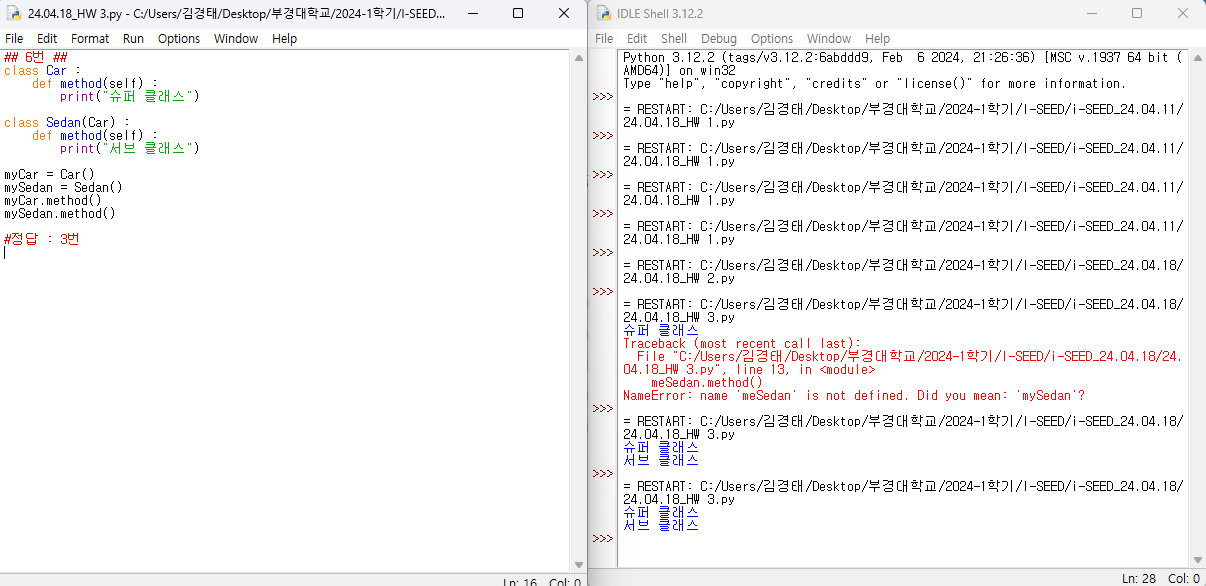 24.04.18_HW 3.py - C:/Users/김경태/Desktop/부경대학교/2024-1학기/I-SEED...
File Edit Format Run Options Window Help
## 6번 ##
class Car :
    def method(self) :
        print("슈퍼 클래스")

class Sedan(Car) :
    def method(self) :
        print("서브 클래스")

myCar = Car()
mySedan = Sedan()
myCar.method()
mySedan.method()

#정답 : 3번
Ln: 16 Col: 0
IDLE Shell 3.12.2
File Edit Shell Debug Options Window Help
Python 3.12.2 (tags/v3.12.2:6abddd9, Feb  6 2024, 21:26:36) [MSC v.1937 64 bit (
AMD64)] on win32
Type "help", "copyright", "credits" or "license()" for more information.
>>>
= RESTART: C:/Users/김경태/Desktop/부경대학교/2024-1학기/I-SEED/i-SEED_24.04.11/
24.04.18_HW 1.py
>>>
= RESTART: C:/Users/김경태/Desktop/부경대학교/2024-1학기/I-SEED/i-SEED_24.04.11/
24.04.18_HW 1.py
>>>
= RESTART: C:/Users/김경태/Desktop/부경대학교/2024-1학기/I-SEED/i-SEED_24.04.11/
24.04.18_HW 1.py
>>>
= RESTART: C:/Users/김경태/Desktop/부경대학교/2024-1학기/I-SEED/i-SEED_24.04.11/
24.04.18_HW 1.py
>>>
= RESTART: C:/Users/김경태/Desktop/부경대학교/2024-1학기/I-SEED/i-SEED_24.04.18/
24.04.18_HW 2.py
>>>
= RESTART: C:/Users/김경태/Desktop/부경대학교/2024-1학기/I-SEED/i-SEED_24.04.18/
24.04.18_HW 3.py
슈퍼 클래스
Traceback (most recent call last):
  File "C:/Users/김경태/Desktop/부경대학교/2024-1학기/I-SEED/i-SEED_24.04.18/24.
04.18_HW 3.py", line 13, in <module>
    meSedan.method()
NameError: name 'meSedan' is not defined. Did you mean: 'mySedan'?
>>>
= RESTART: C:/Users/김경태/Desktop/부경대학교/2024-1학기/I-SEED/i-SEED_24.04.18/
24.04.18_HW 3.py
슈퍼 클래스
서브 클래스
>>>
= RESTART: C:/Users/김경태/Desktop/부경대학교/2024-1학기/I-SEED/i-SEED_24.04.18/
24.04.18_HW 3.py
슈퍼 클래스
서브 클래스
>>>
Ln: 28 Col: 0